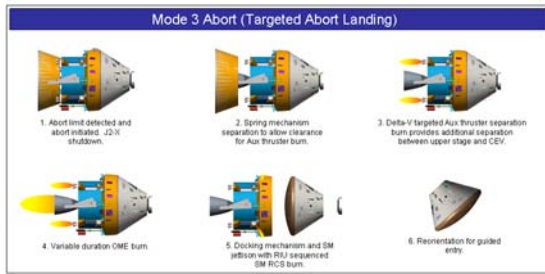 Mode 3 Abort (Targeted Abort Landing)
1. Abort limit detected and
abort initiated. J2-X
shutdown.
2. Spring mechanism
separation to allow clearance
for Aux thruster burn.
3. Delta-V targeted Aux thruster separation
burn provides additional separation
between upper stage and CEV.
4. Variable duration OME burn.
5. Docking mechanism and SM
jettison with RIU sequenced
SM RCS burn.
6. Reorientation for guided
entry.